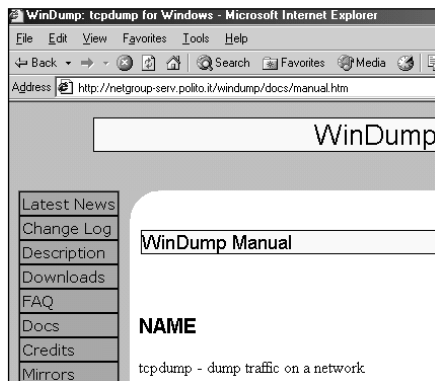 WinDump: tcpdump for Windows - Microsoft Internet Explorer
File Edit View Favorites Tools Help
Back Search Favorites Media
Address http://netgroup-serv.polito.it/windump/docs/manual.htm
WinDump
Latest News
Change Log
Description
Downloads
FAQ
Docs
Credits
Mirrors
WinDump Manual
NAME
tcpdump - dump traffic on a network